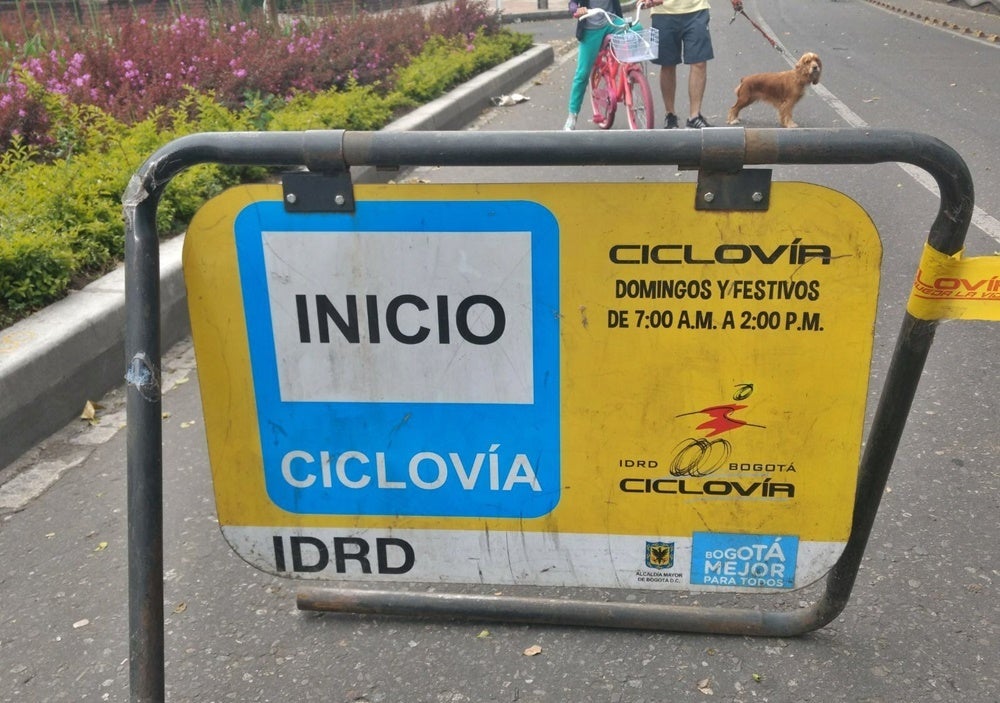 INICIO
CICLOVÍA
CICLOVÍA
DOMINGOS Y FESTIVOS
DE 7:00 A.M. A 2:00 P.M.
IDRD BOGOTÁ
CICLOVÍA
IDRD
ALCALDÍA MAYOR
DE BOGOTÁ D.C.
BOGOTÁ
MEJOR
PARA TODOS